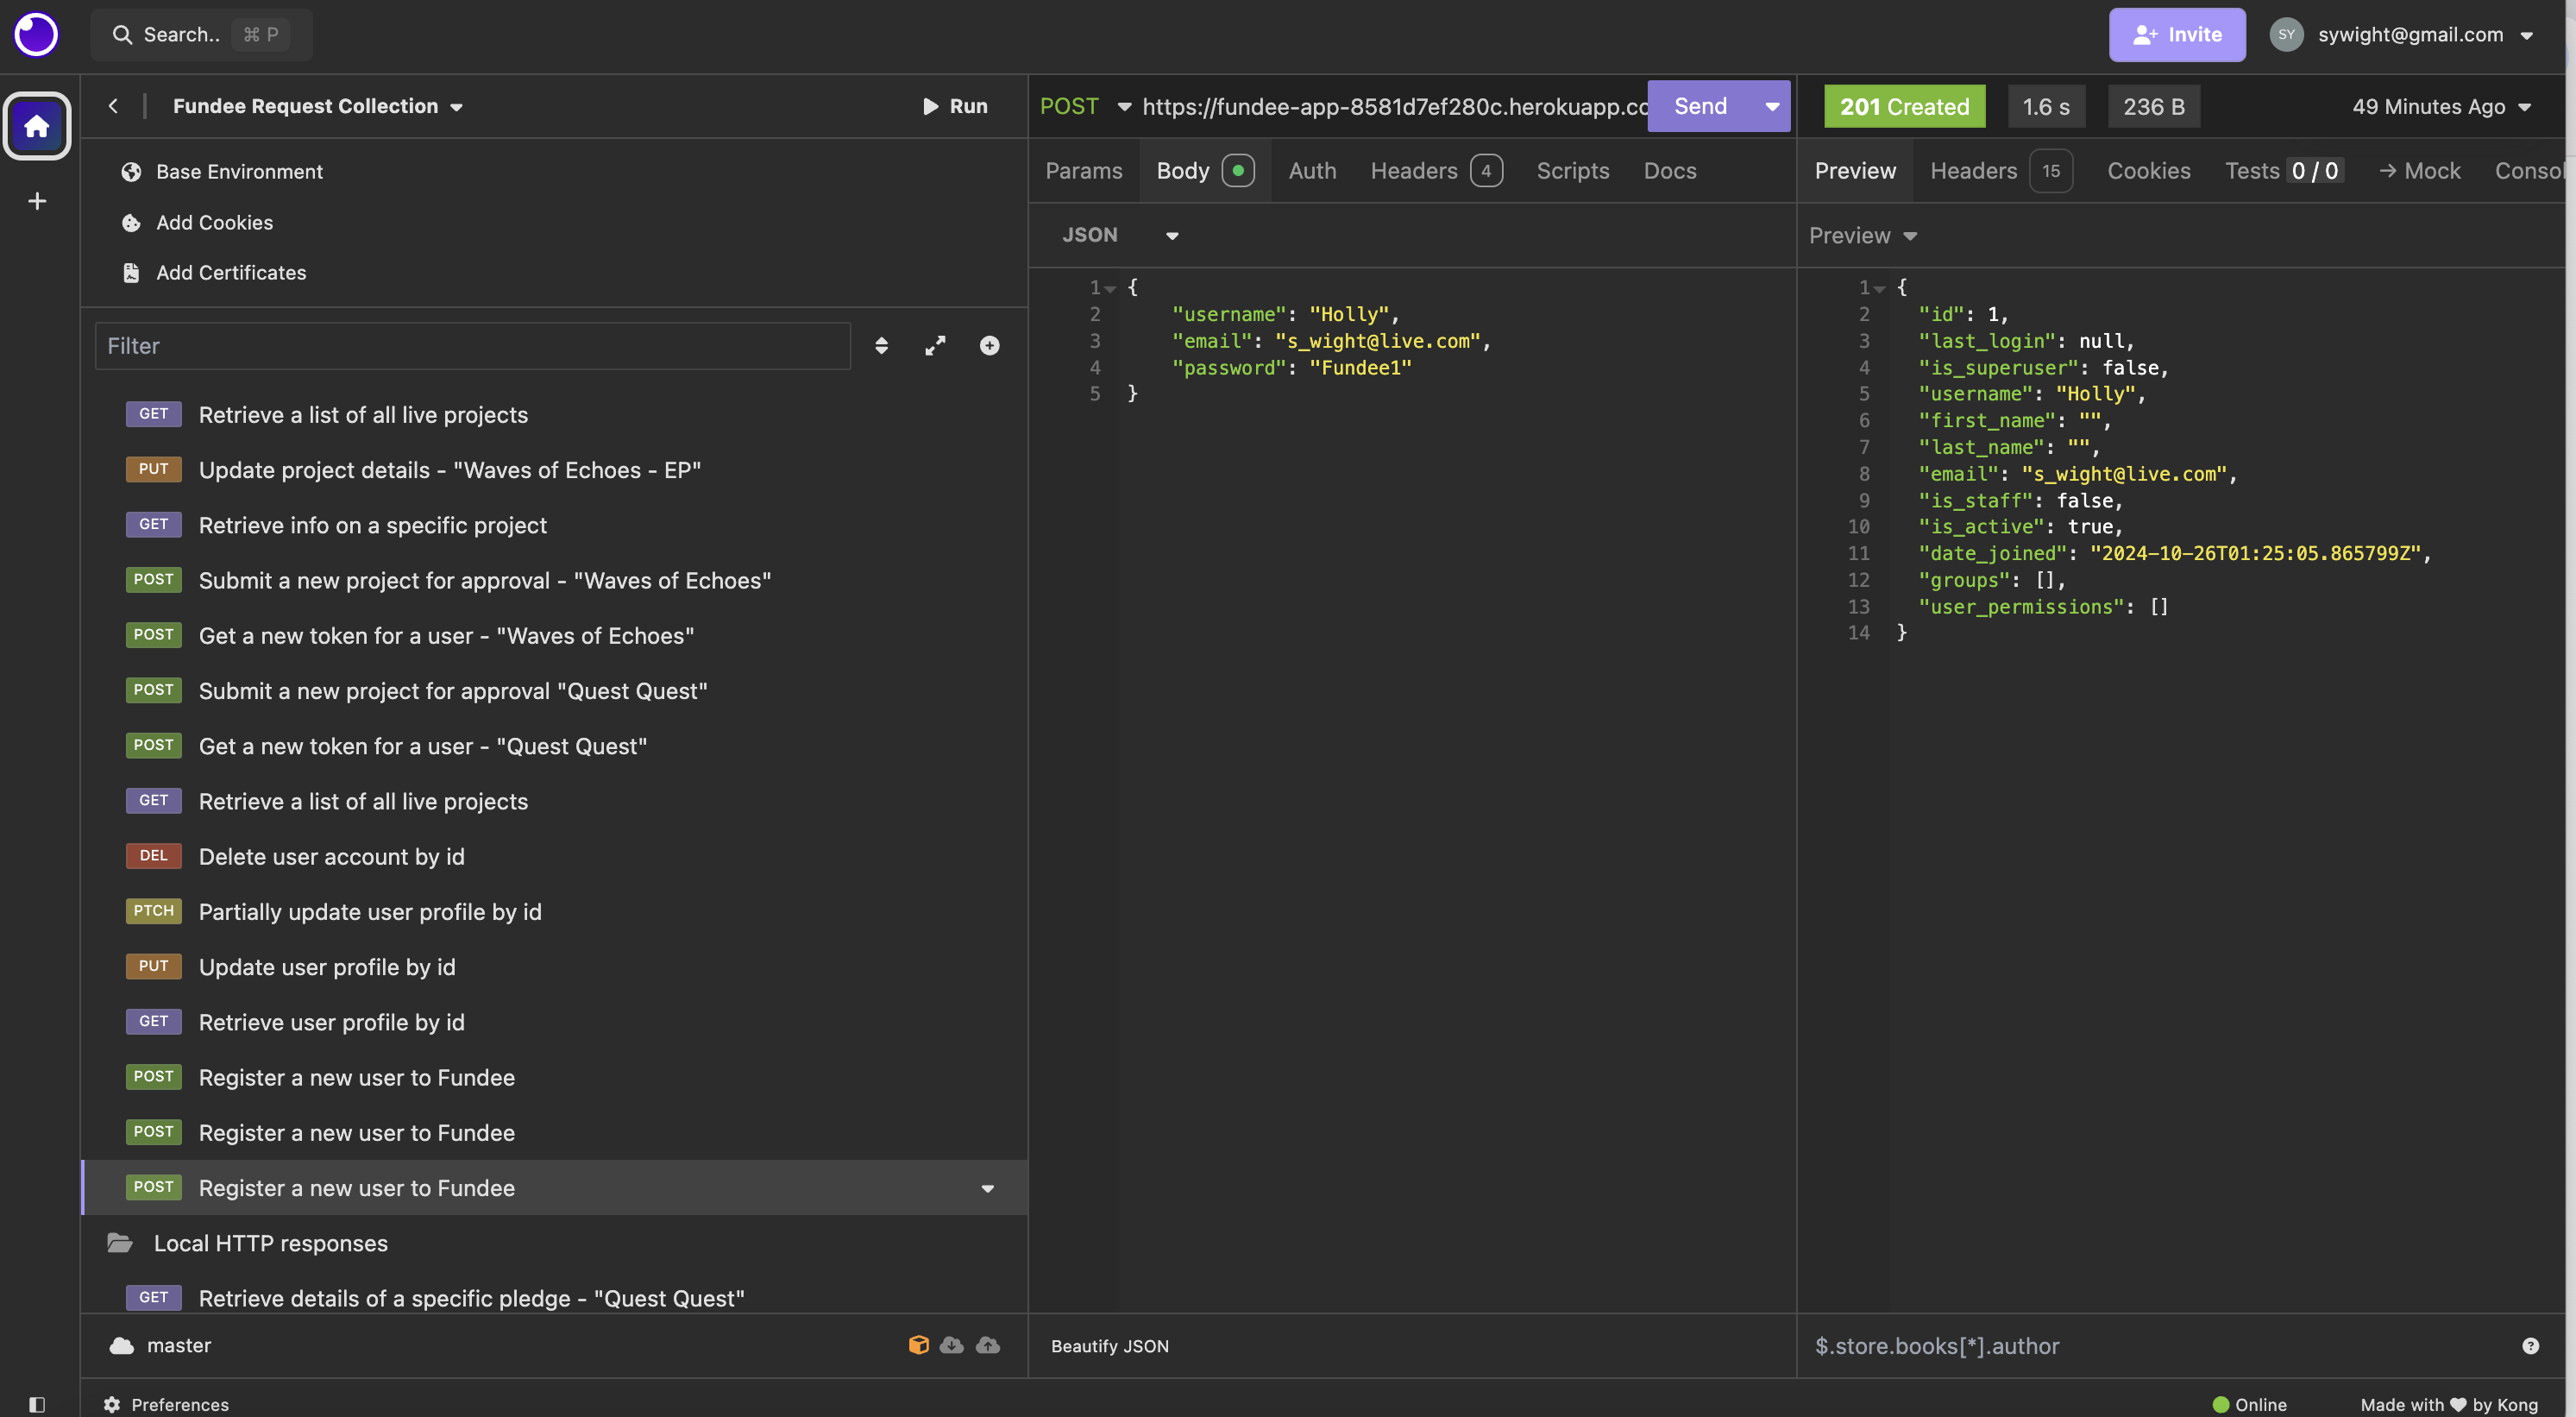 Search.. ⌘ P
Invite
SY sywight@gmail.com
Fundee Request Collection
Run
Base Environment
Add Cookies
Add Certificates
Filter
GET Retrieve a list of all live projects
PUT Update project details - "Waves of Echoes - EP"
GET Retrieve info on a specific project
POST Submit a new project for approval - "Waves of Echoes"
POST Get a new token for a user - "Waves of Echoes"
POST Submit a new project for approval "Quest Quest"
POST Get a new token for a user - "Quest Quest"
GET Retrieve a list of all live projects
DEL Delete user account by id
PTCH Partially update user profile by id
PUT Update user profile by id
GET Retrieve user profile by id
POST Register a new user to Fundee
POST Register a new user to Fundee
POST Register a new user to Fundee
Local HTTP responses
GET Retrieve details of a specific pledge - "Quest Quest"
master
Preferences
POST https://fundee-app-8581d7ef280c.herokuapp.cc Send
Params Body Auth Headers 4 Scripts Docs
JSON
1 {
2 "username": "Holly",
3 "email": "s_wight@live.com",
4 "password": "Fundee1"
5 }
Beautify JSON
201 Created 1.6 s 236 B 49 Minutes Ago
Preview Headers 15 Cookies Tests 0 / 0 → Mock Consol
Preview
1 {
2 "id": 1,
3 "last_login": null,
4 "is_superuser": false,
5 "username": "Holly",
6 "first_name": "",
7 "last_name": "",
8 "email": "s_wight@live.com",
9 "is_staff": false,
10 "is_active": true,
11 "date_joined": "2024-10-26T01:25:05.865799Z",
12 "groups": [],
13 "user_permissions": []
14 }
$.store.books[*].author
Online
Made with ♥ by Kong